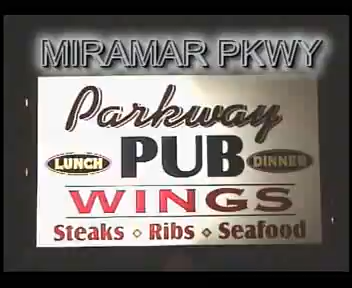 MIRAMAR PKWY
Parkway
LUNCH PUB DINNER
WINGS
Steaks ⋄ Ribs ⋄ Seafood